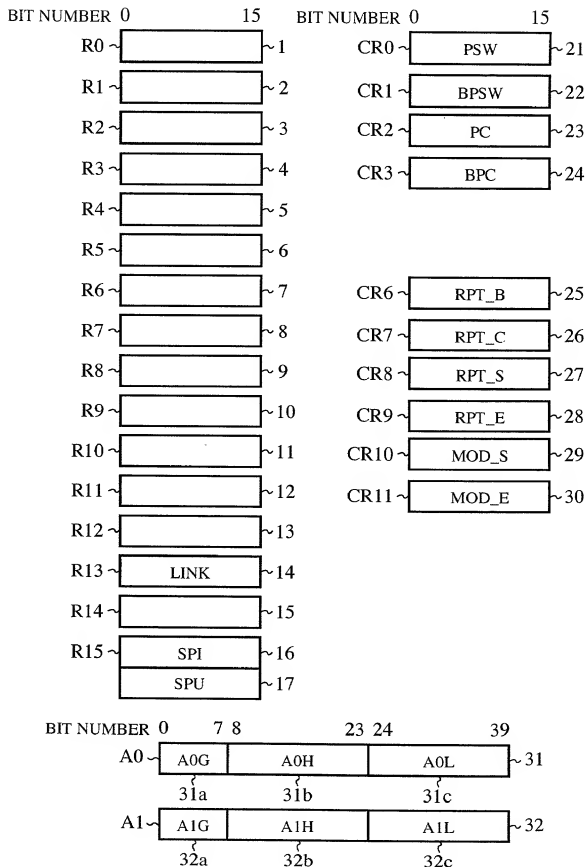 BIT NUMBER 0 15
R0 1
R1 2
R2 3
R3 4
R4 5
R5 6
R6 7
R7 8
R8 9
R9 10
R10 11
R11 12
R12 13
R13 LINK 14
R14 15
R15 SPI 16
SPU 17
BIT NUMBER 0 15
CR0 PSW 21
CR1 BPSW 22
CR2 PC 23
CR3 BPC 24
CR6 RPT_B 25
CR7 RPT_C 26
CR8 RPT_S 27
CR9 RPT_E 28
CR10 MOD_S 29
CR11 MOD_E 30
BIT NUMBER 0 7 8 23 24 39
A0 A0G A0H A0L 31
31a 31b 31c
A1 A1G A1H A1L 32
32a 32b 32c